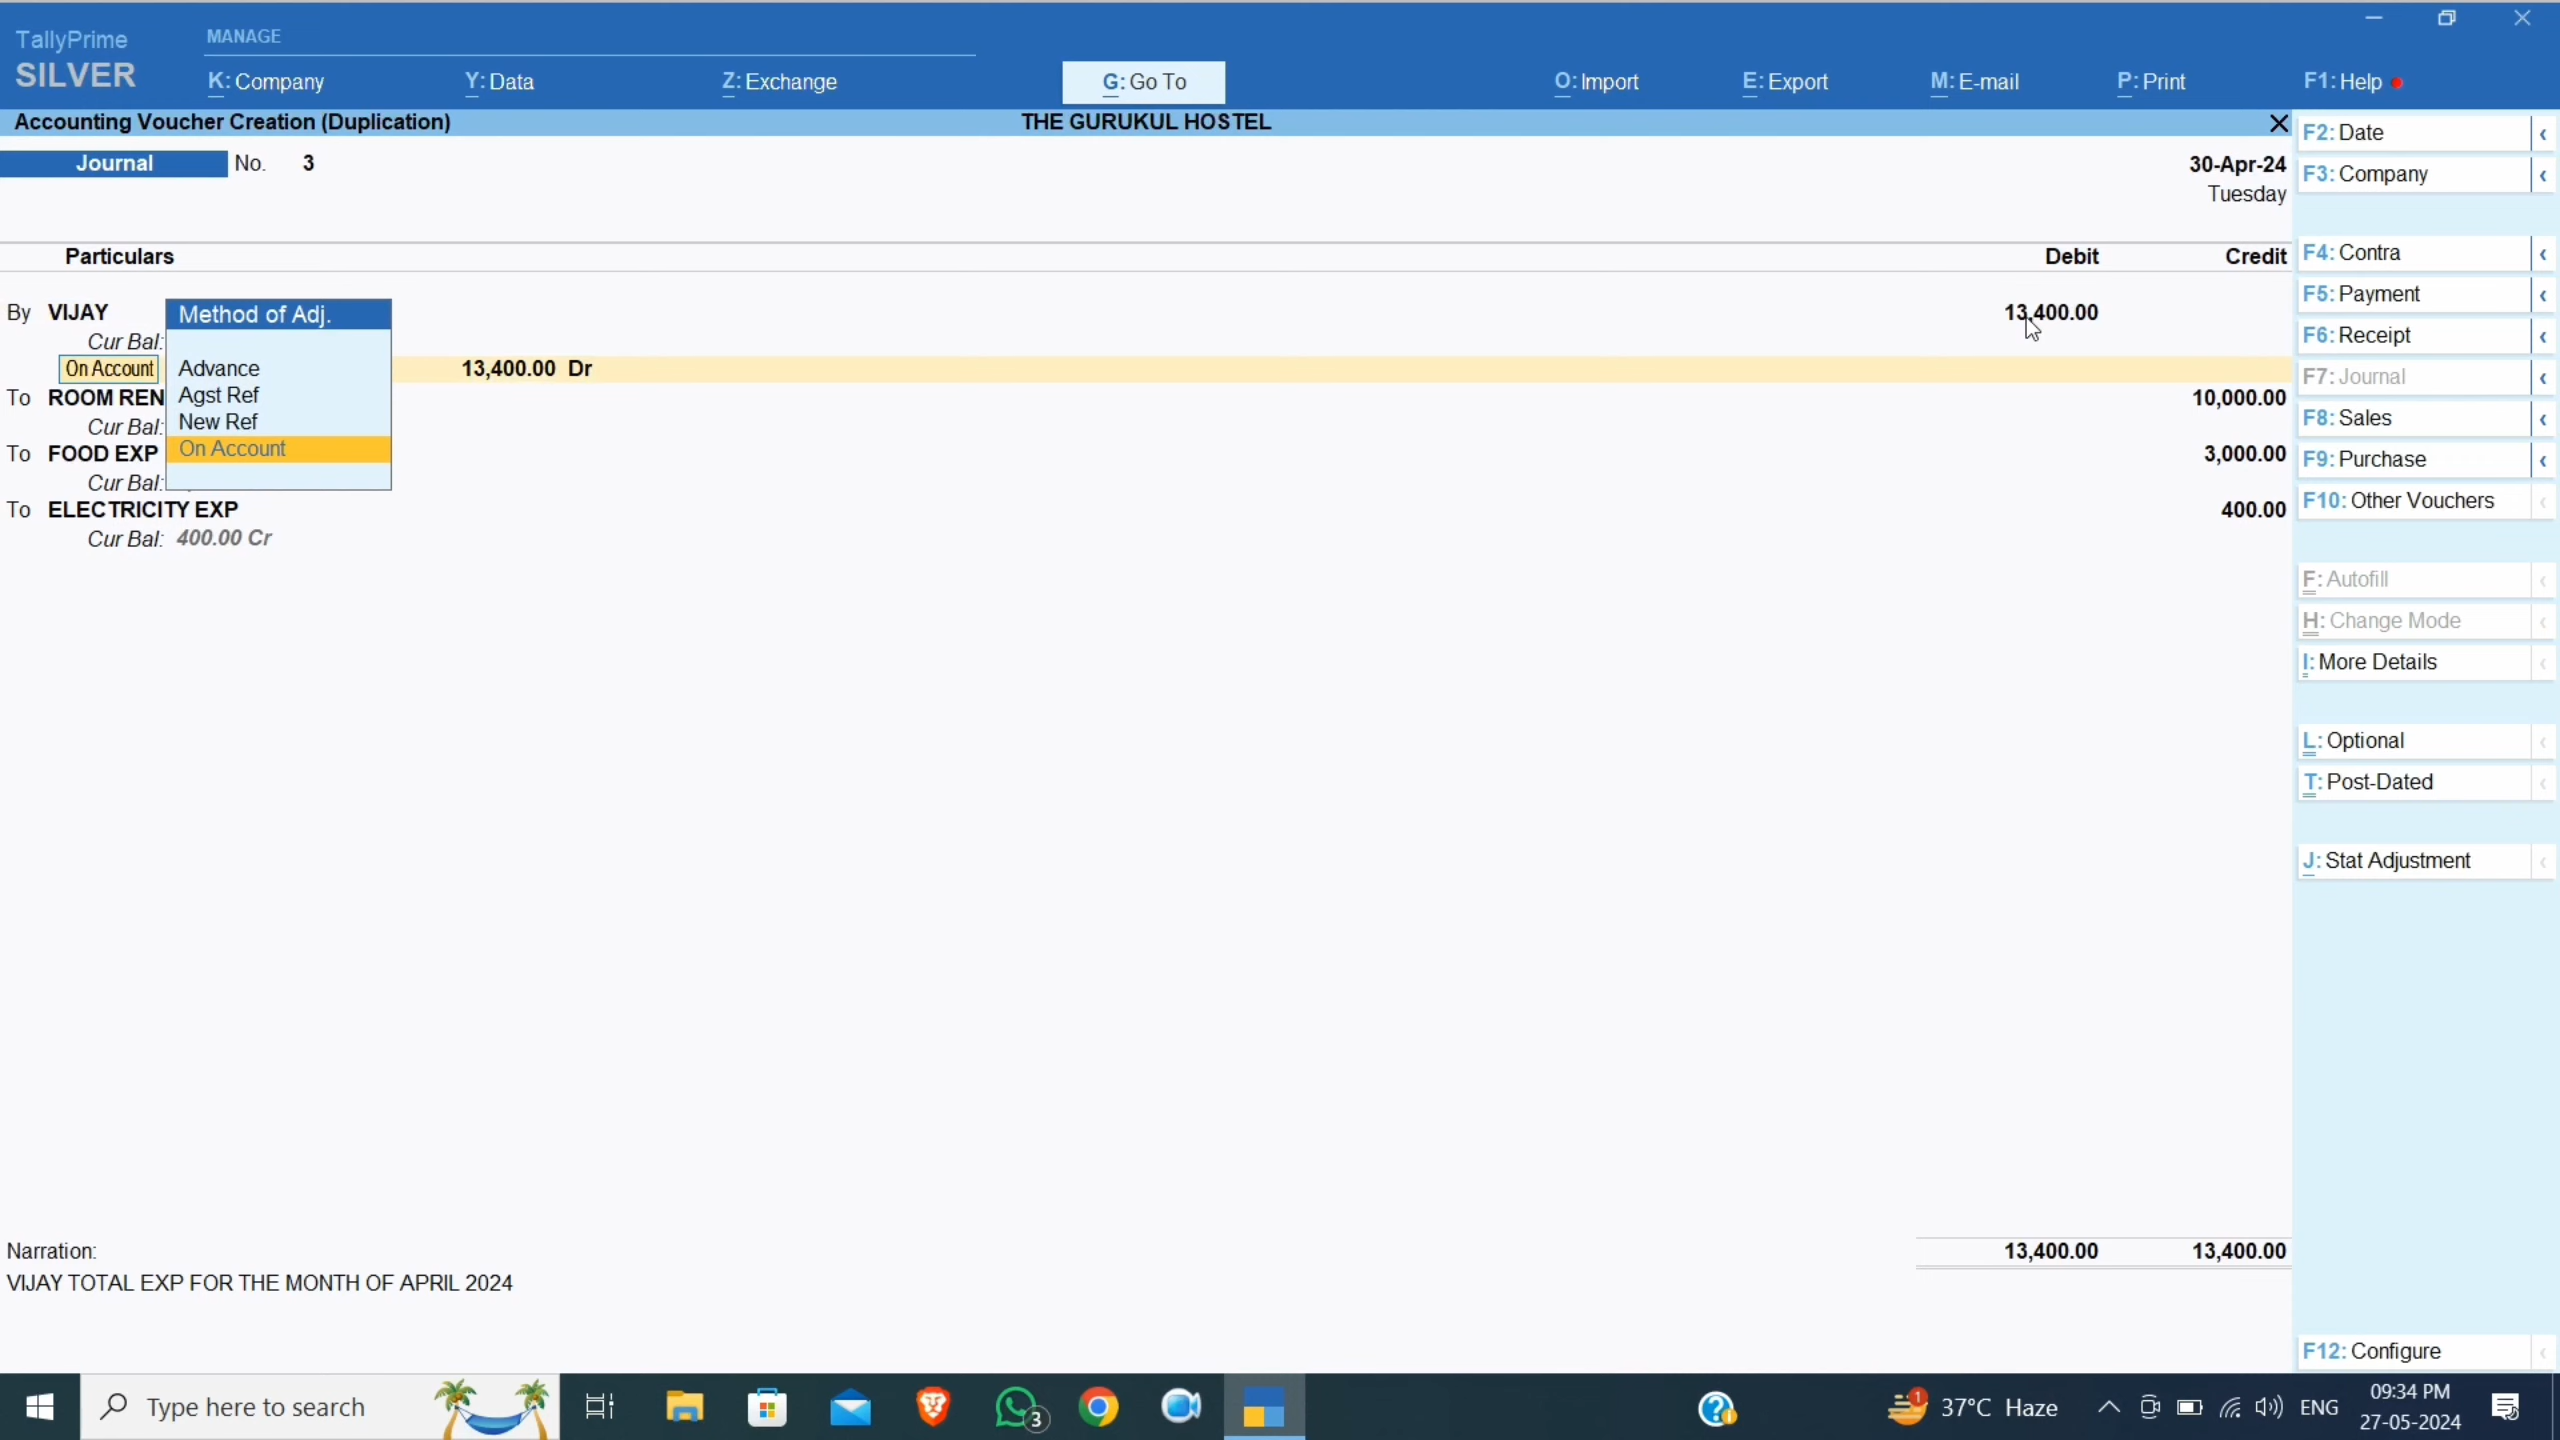 TallyPrime
SILVER
MANAGE
K: Company
Y: Data
Z: Exchange
G: Go To
O: Import
E: Export
M: E-mail
P: Print
F1: Help
Accounting Voucher Creation (Duplication)
THE GURUKUL HOSTEL
Journal No. 3
30-Apr-24
Tuesday
Particulars Debit Credit
By VIJAY 13,400.00
Cur Bal:
On Account 13,400.00 Dr
To ROOM REN 10,000.00
Cur Bal:
To FOOD EXP 3,000.00
Cur Bal:
To ELECTRICITY EXP 400.00
Cur Bal: 400.00 Cr
Method of Adj.
Advance
Agst Ref
New Ref
On Account
Narration: 13,400.00 13,400.00
VIJAY TOTAL EXP FOR THE MONTH OF APRIL 2024
F2: Date
F3: Company
F4: Contra
F5: Payment
F6: Receipt
F7: Journal
F8: Sales
F9: Purchase
F10: Other Vouchers
F: Autofill
H: Change Mode
I: More Details
L: Optional
T: Post-Dated
J: Stat Adjustment
F12: Configure
Type here to search
3
1
37°C Haze
ENG
09:34 PM
27-05-2024